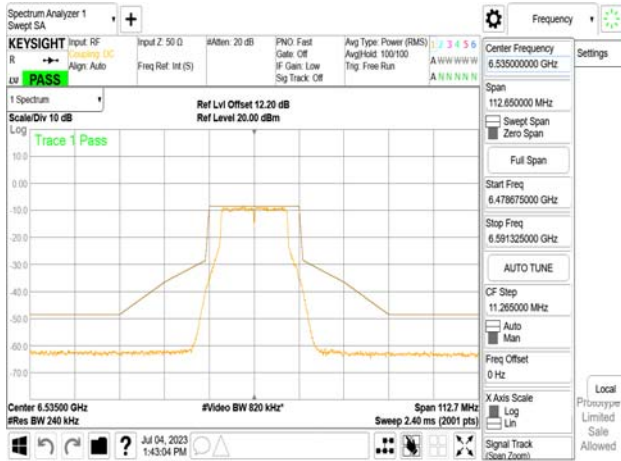 Spectrum Analyzer 1
Swept SA
+
Frequency
KEYSIGHT
R
LVI
PASS
Input: RF
Coupling: DC
Align: Auto
Input Z: 50 Ω
Freq Ref: Int (S)
#Atten: 20 dB
PNO: Fast
Gate: Off
IF Gain: Low
Sig Track: Off
Avg Type: Power (RMS)
Avg|Hold: 100/100
Trig: Free Run
1 2 3 4 5 6
A W W W W W
A N N N N N
1 Spectrum
Scale/Div 10 dB
Log
Ref Lvl Offset 12.20 dB
Ref Level 20.00 dBm
Trace 1 Pass
10.0
0.00
-10.0
-20.0
-30.0
-40.0
-50.0
-60.0
-70.0
Center 6.53500 GHz
#Res BW 240 kHz
#Video BW 820 kHz*
Span 112.7 MHz
Sweep 2.40 ms (2001 pts)
?
Jul 04, 2023
1:43:04 PM
Center Frequency
6.535000000 GHz
Span
112.650000 MHz
Swept Span
Zero Span
Full Span
Start Freq
6.478675000 GHz
Stop Freq
6.591325000 GHz
AUTO TUNE
CF Step
11.265000 MHz
Auto
Man
Freq Offset
0 Hz
X Axis Scale
Log
Lin
Signal Track
(Span Zoom)
Settings
Local
Prototype
Limited
Sale
Allowed